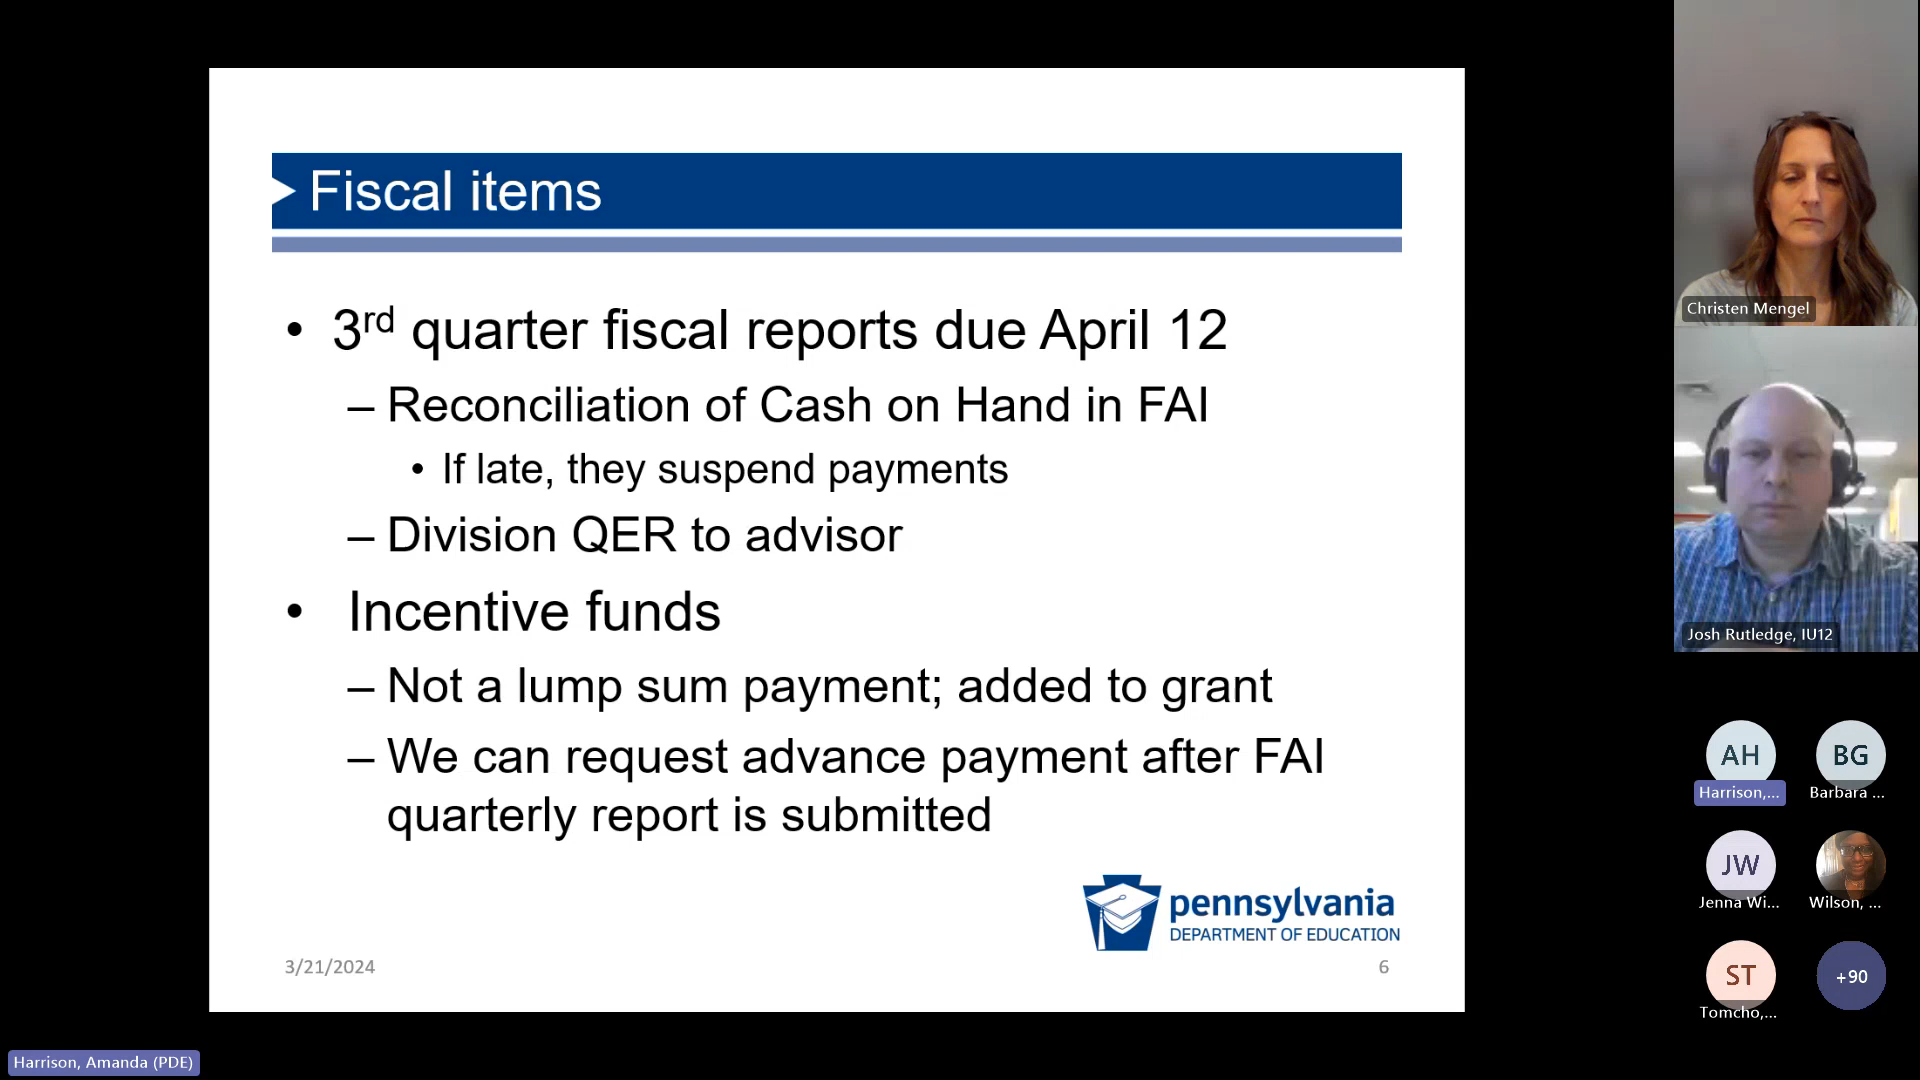 Fiscal items
• 3rd quarter fiscal reports due April 12
– Reconciliation of Cash on Hand in FAI
• If late, they suspend payments
– Division QER to advisor
• Incentive funds
– Not a lump sum payment; added to grant
– We can request advance payment after FAI
quarterly report is submitted
pennsylvania
DEPARTMENT OF EDUCATION
3/21/2024
6
Christen Mengel
Josh Rutledge, IU12
AH
Harrison,...
BG
Barbara ...
JW
Jenna Wi...
Wilson, ...
ST
Tomcho,...
+90
Harrison, Amanda (PDE)